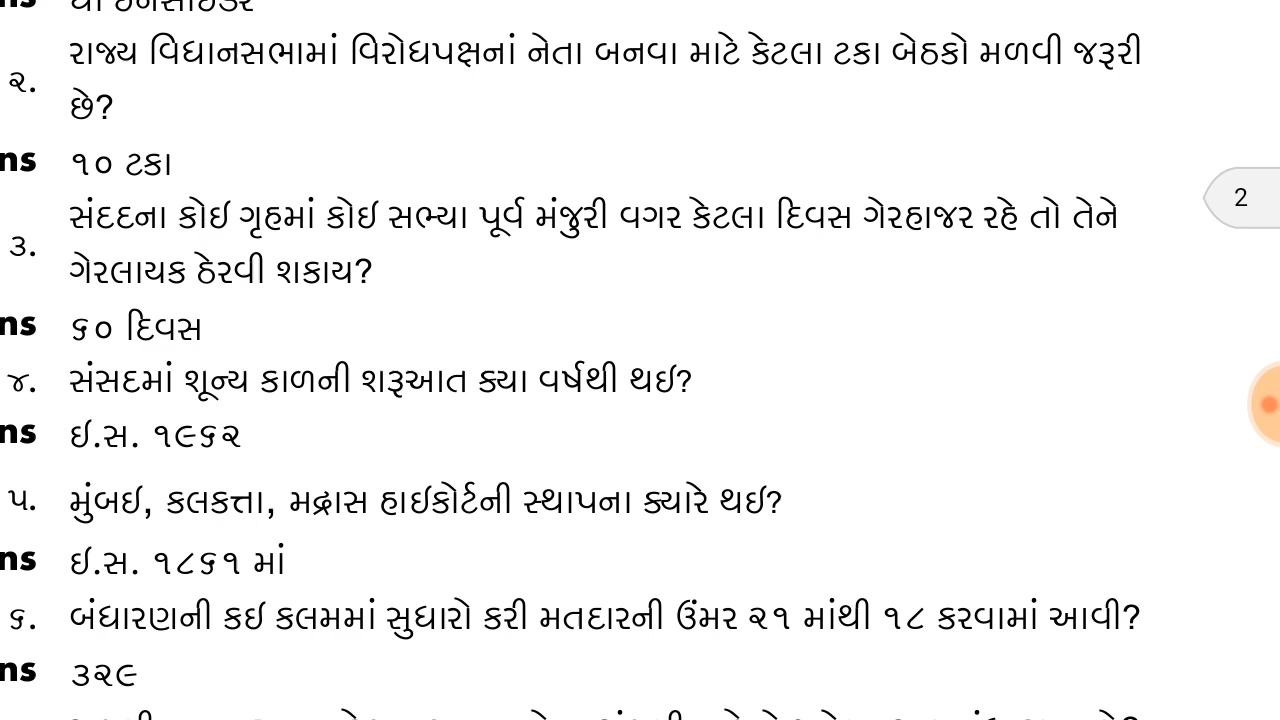 ૨. રાજ્ય વિધાનસભામાં વિરોધપક્ષનાં નેતા બનવા માટે કેટલા ટકા બેઠકો મળવી જરૂરી
છે?
ns ૧૦ ટકા
2
૩. સંદદના કોઈ ગૃહમાં કોઈ સભ્યા પૂર્વ મંજુરી વગર કેટલા દિવસ ગેરહાજર રહે તો તેને
ગેરલાયક ઠેરવી શકાય?
ns ૬૦ દિવસ
૪. સંસદમાં શૂન્ય કાળની શરૂઆત ક્યા વર્ષથી થઈ?
ns ઈ.સ. ૧૯૬૨
૫. મુંબઈ, કલકત્તા, મદ્રાસ હાઈકોર્ટની સ્થાપના ક્યારે થઈ?
ns ઈ.સ. ૧૮૬૧ માં
૬. બંધારણની કઈ કલમમાં સુધારો કરી મતદારની ઉંમર ૨૧ માંથી ૧૮ કરવામાં આવી?
ns ૩૨૯